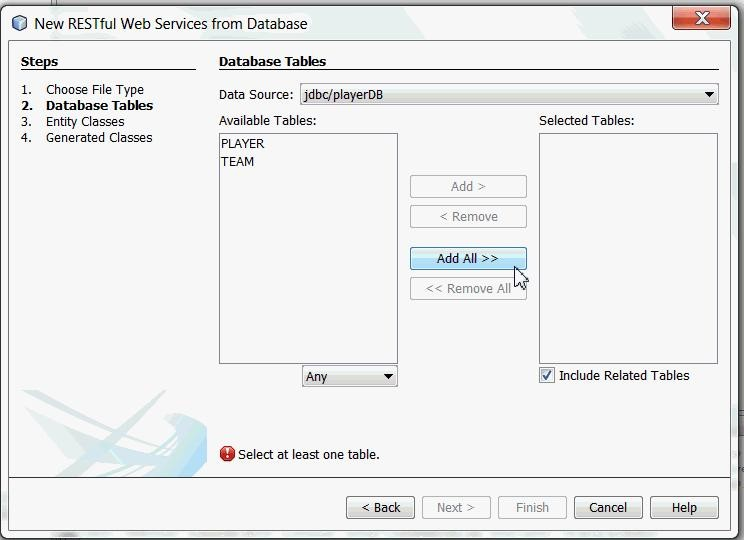 New RESTful Web Services from Database
Steps
1. Choose File Type
2. Database Tables
3. Entity Classes
4. Generated Classes
Database Tables
Data Source: jdbc/playerDB
Available Tables:
PLAYER
TEAM
Any
Add >
< Remove
Add All >>
<< Remove All
Selected Tables:
Include Related Tables
Select at least one table.
< Back Next > Finish Cancel Help